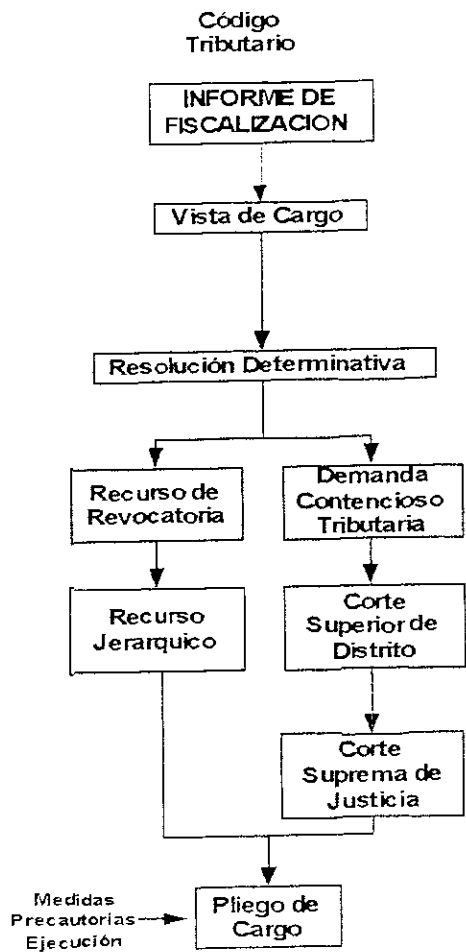 Código
Tributario
INFORME DE
FISCALIZACION
Vista de Cargo
Resolución Determinativa
Recurso de
Revocatoria
Recurso
Jerarquico
Demanda
Contencioso
Tributaria
Corte
Superior de
Distrito
Corte
Suprema de
Justicia
Medidas
Precautorias
Ejecución
Pliego de
Cargo